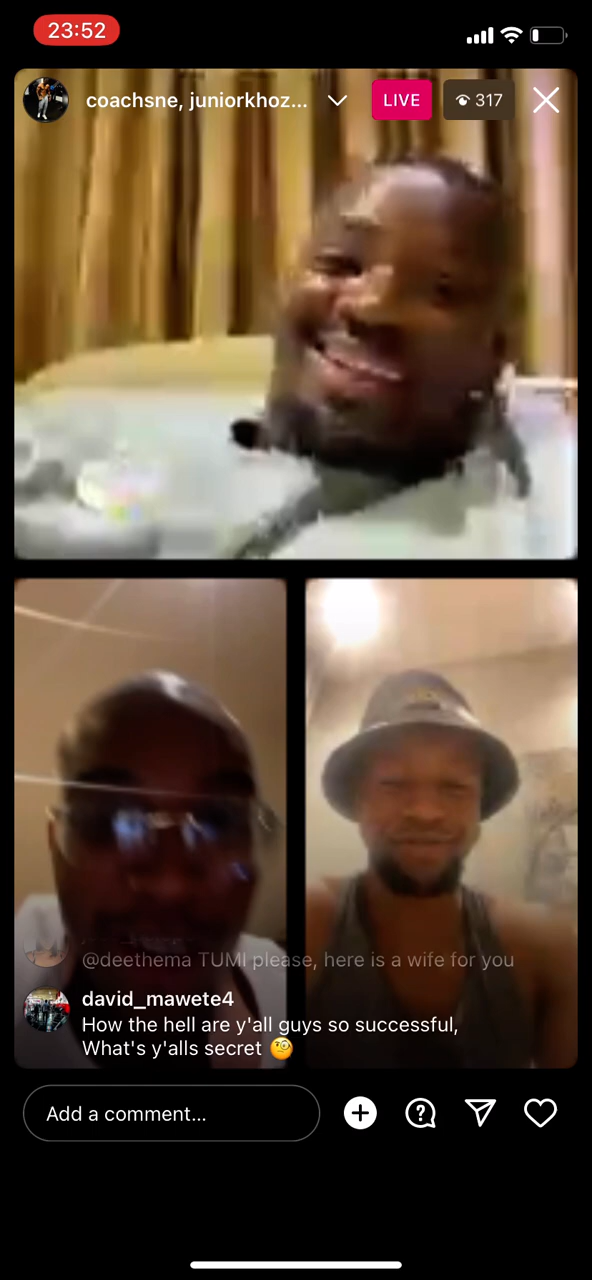 23:52
coachsne, juniorkhoz...
LIVE
317
@deethema TUMI please, here is a wife for you
david_mawete4
How the hell are y'all guys so successful,
What's y'alls secret 🧐
Add a comment...